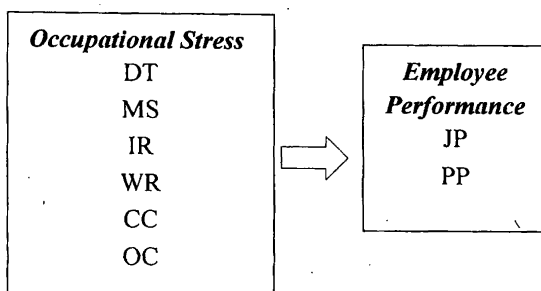 Occupational Stress
DT
MS
IR
WR
CC
OC
Employee
Performance
JP
PP